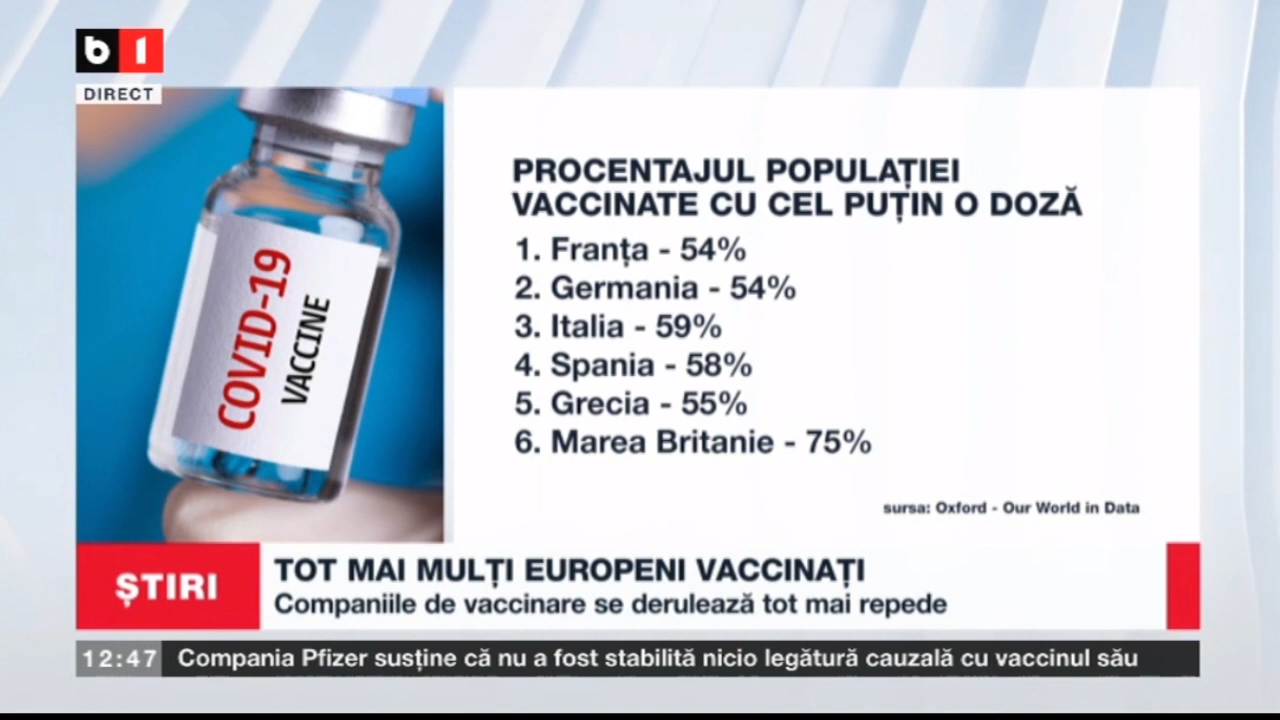 b1
DIRECT
COVID-19
VACCINE
PROCENTAJUL POPULAȚIEI
VACCINATE CU CEL PUȚIN O DOZĂ
1. Franța - 54%
2. Germania - 54%
3. Italia - 59%
4. Spania - 58%
5. Grecia - 55%
6. Marea Britanie - 75%
sursa: Oxford - Our World in Data
ȘTIRI
TOT MAI MULȚI EUROPENI VACCINAȚI
Companiile de vaccinare se derulează tot mai repede
12:47 Compania Pfizer susține că nu a fost stabilită nicio legătură cauzală cu vaccinul său